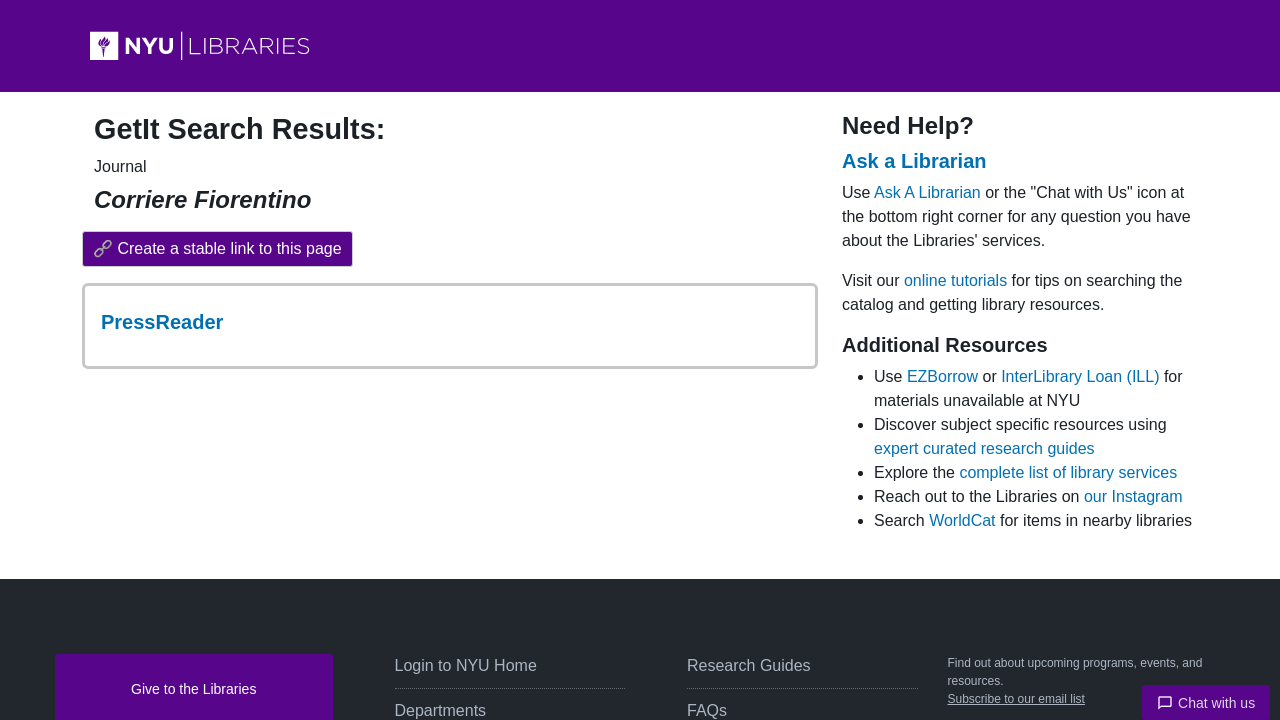 NYU LIBRARIES
GetIt Search Results:
Journal
Corriere Fiorentino
Create a stable link to this page
PressReader
Need Help?
Ask a Librarian
Use Ask A Librarian or the "Chat with Us" icon at
the bottom right corner for any question you have
about the Libraries' services.
Visit our online tutorials for tips on searching the
catalog and getting library resources.
Additional Resources
Use EZBorrow or InterLibrary Loan (ILL) for
materials unavailable at NYU
Discover subject specific resources using
expert curated research guides
Explore the complete list of library services
Reach out to the Libraries on our Instagram
Search WorldCat for items in nearby libraries
Give to the Libraries
Login to NYU Home
Departments
Research Guides
FAQs
Find out about upcoming programs, events, and
resources.
Subscribe to our email list
Chat with us